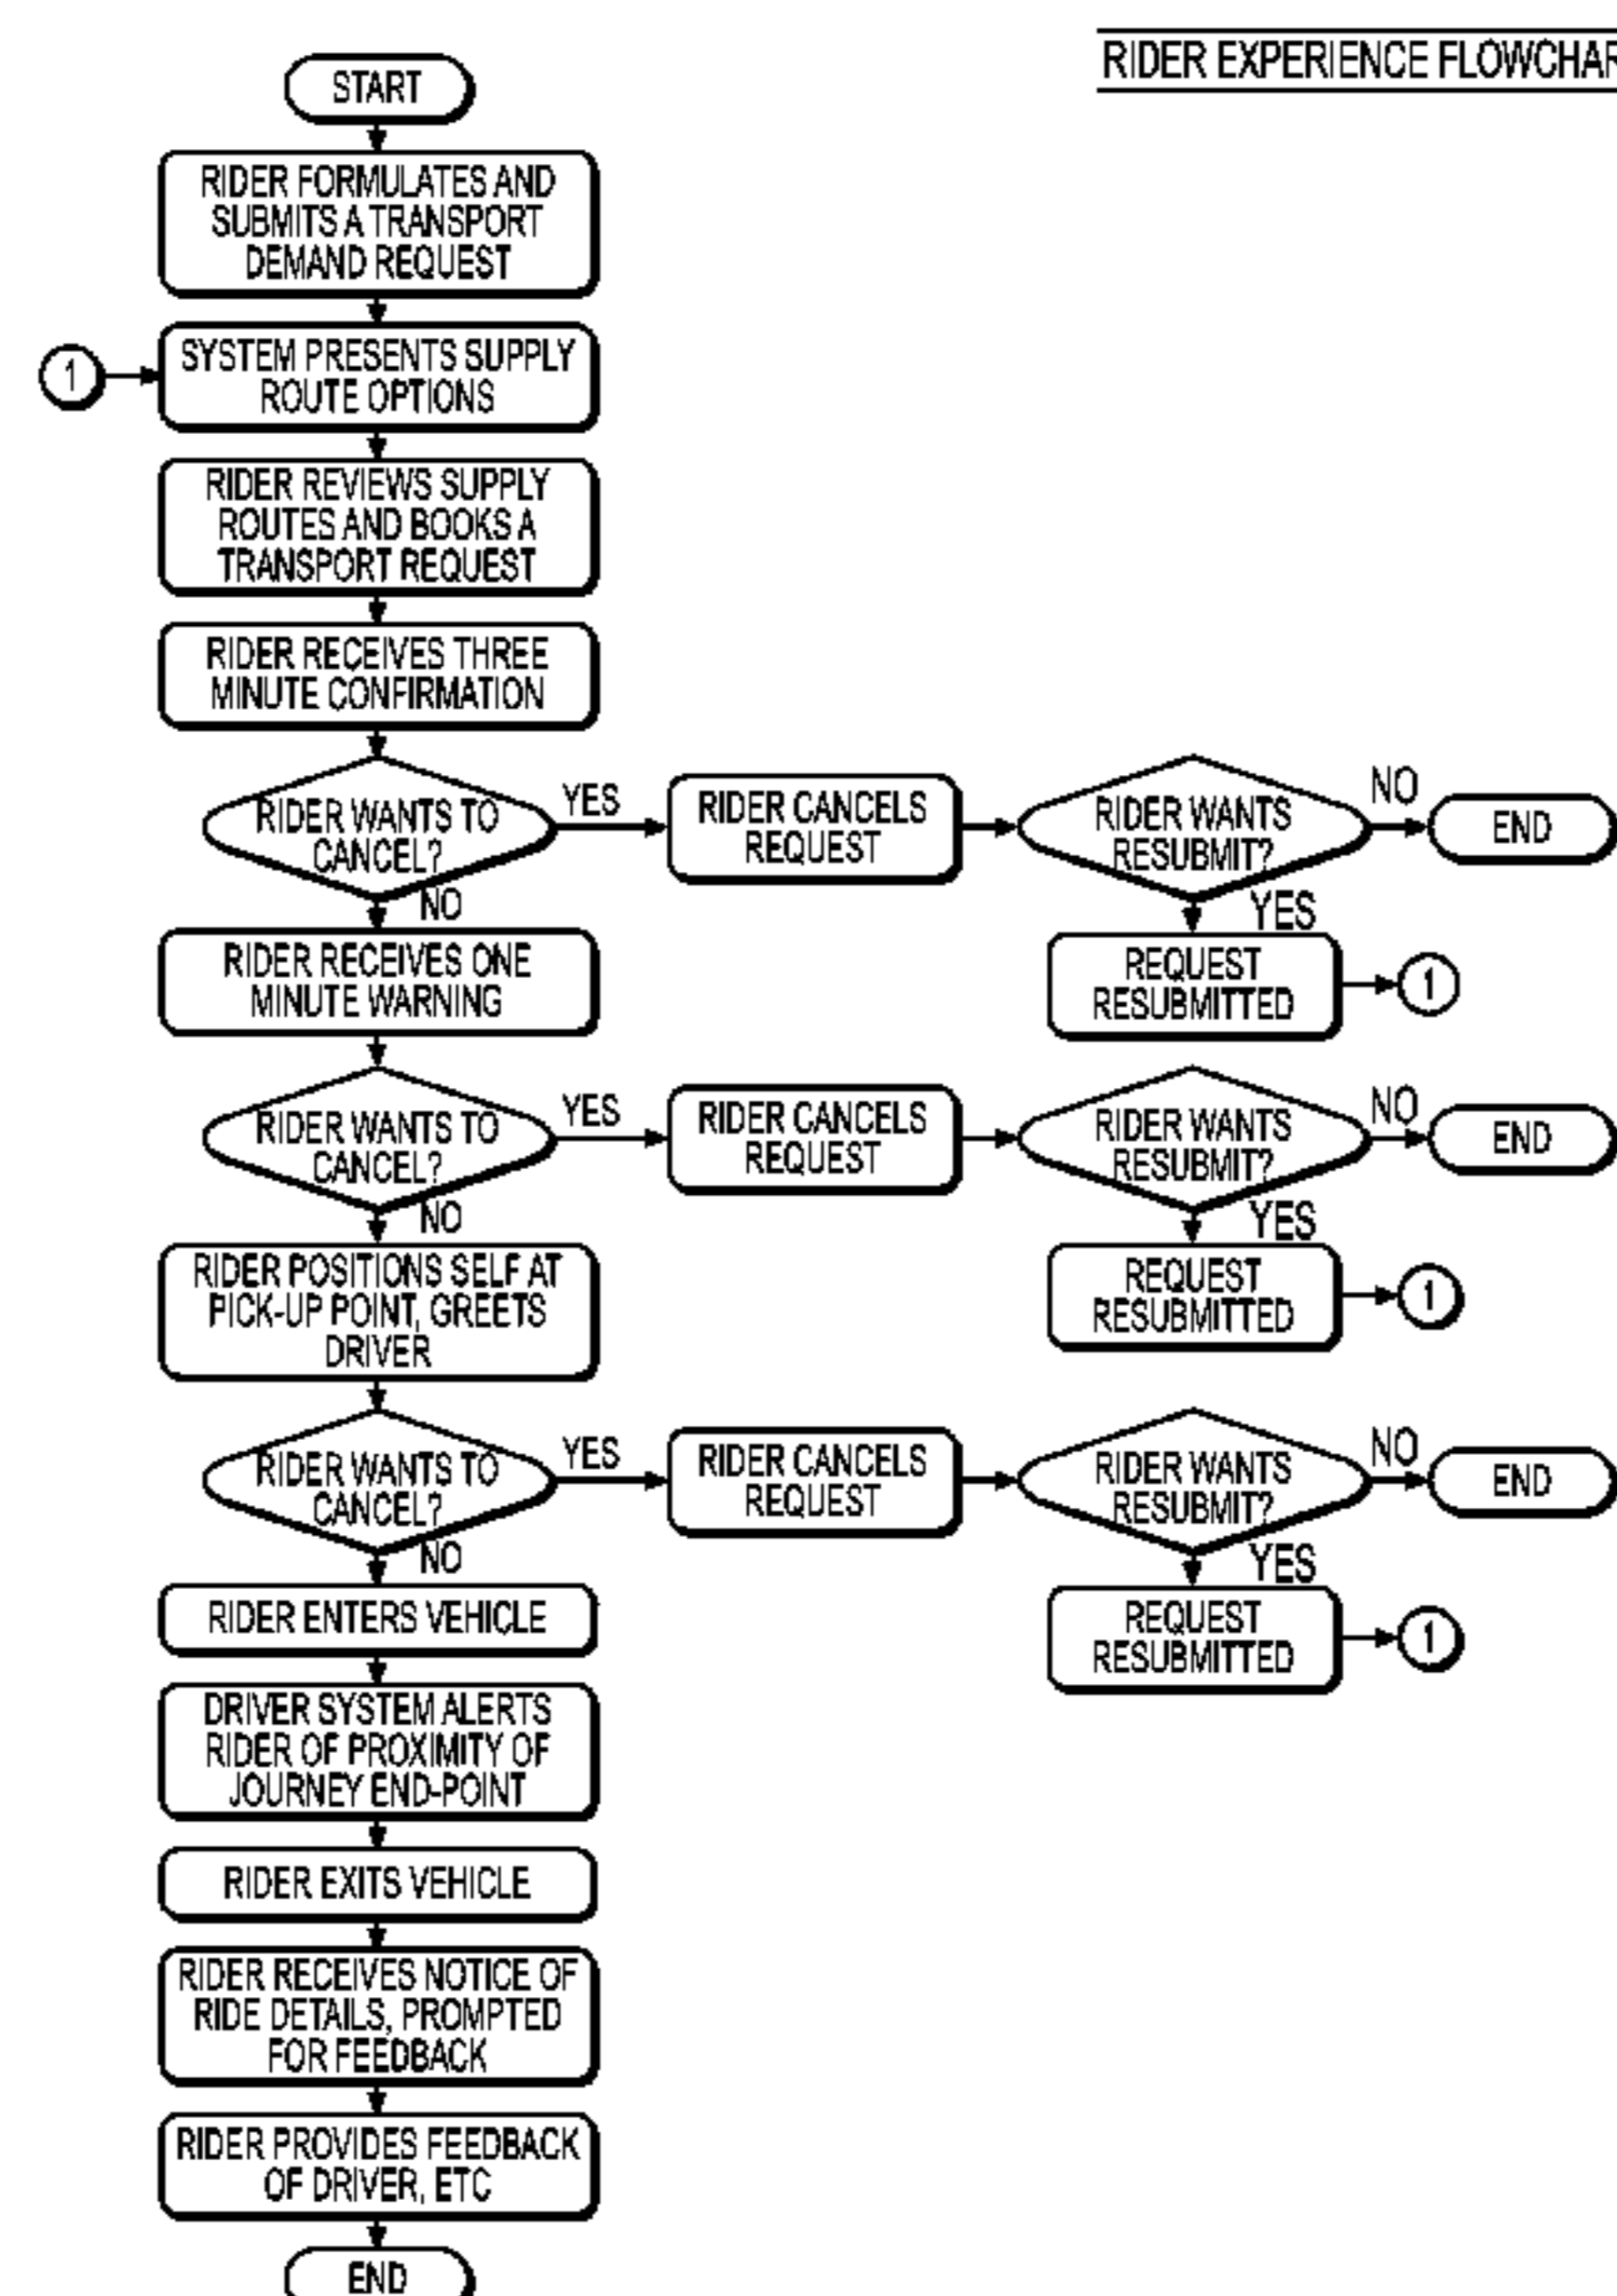 RIDER EXPERIENCE FLOWCHAR
START
RIDER FORMULATES AND
SUBMITS A TRANSPORT
DEMAND REQUEST
1
SYSTEM PRESENTS SUPPLY
ROUTE OPTIONS
RIDER REVIEWS SUPPLY
ROUTES AND BOOKS A
TRANSPORT REQUEST
RIDER RECEIVES THREE
MINUTE CONFIRMATION
RIDER WANTS TO
CANCEL?
YES
RIDER CANCELS
REQUEST
RIDER WANTS
RESUBMIT?
NO
END
YES
REQUEST
RESUBMITTED
1
NO
RIDER RECEIVES ONE
MINUTE WARNING
RIDER WANTS TO
CANCEL?
YES
RIDER CANCELS
REQUEST
RIDER WANTS
RESUBMIT?
NO
END
YES
REQUEST
RESUBMITTED
1
NO
RIDER POSITIONS SELF AT
PICK-UP POINT, GREETS
DRIVER
RIDER WANTS TO
CANCEL?
YES
RIDER CANCELS
REQUEST
RIDER WANTS
RESUBMIT?
NO
END
YES
REQUEST
RESUBMITTED
1
NO
RIDER ENTERS VEHICLE
DRIVER SYSTEM ALERTS
RIDER OF PROXIMITY OF
JOURNEY END-POINT
RIDER EXITS VEHICLE
RIDER RECEIVES NOTICE OF
RIDE DETAILS, PROMPTED
FOR FEEDBACK
RIDER PROVIDES FEEDBACK
OF DRIVER, ETC
END